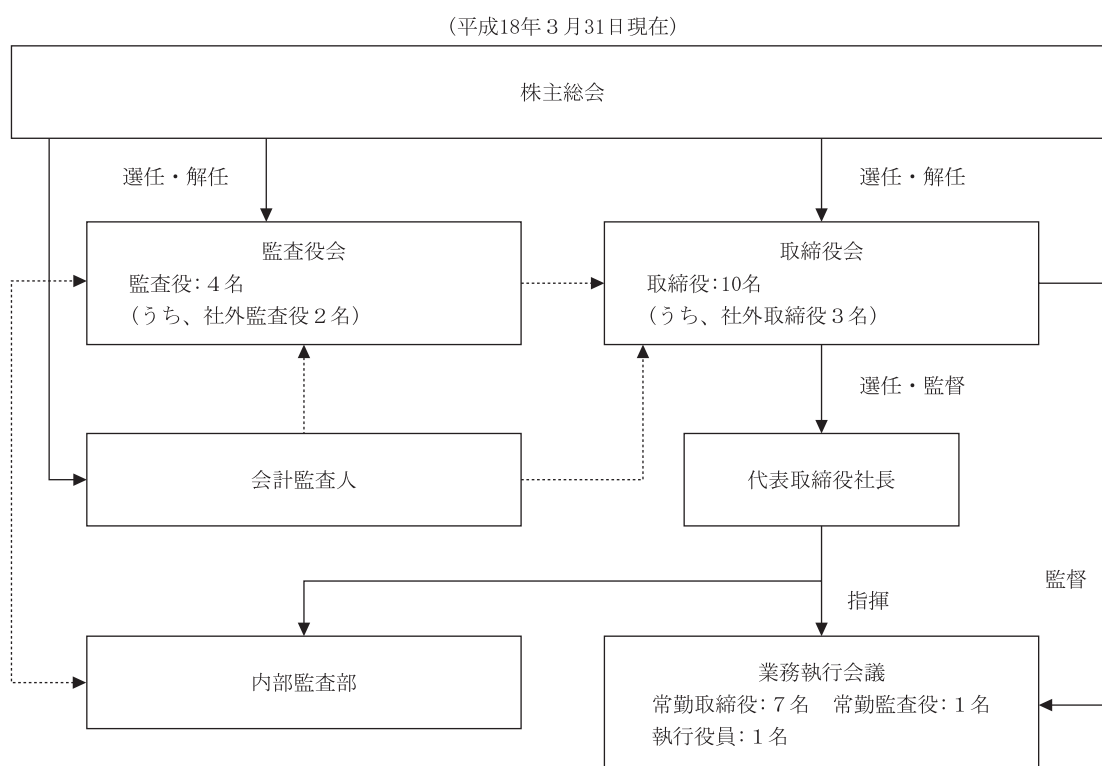 (平成18年３月31日現在)
株主総会
選任・解任
選任・解任
監査役会
監査役：４名
(うち、社外監査役２名)
取締役会
取締役：10名
(うち、社外取締役３名)
選任・監督
会計監査人
代表取締役社長
監督
指揮
内部監査部
業務執行会議
常勤取締役：７名　常勤監査役：１名
執行役員：１名